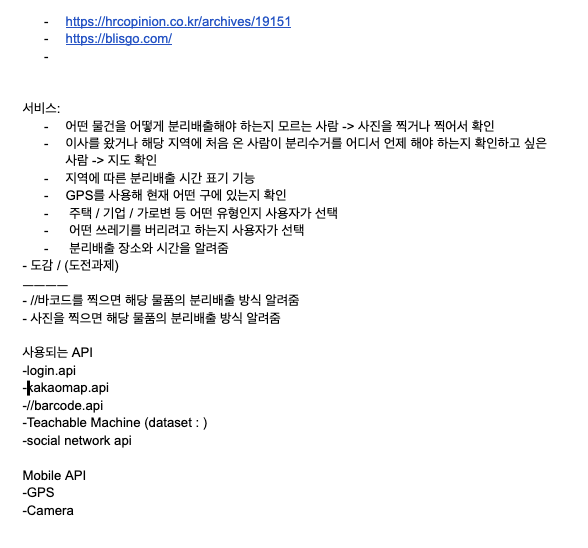 - https://hrcopinion.co.kr/archives/19151
- https://blisgo.com/
-
서비스:
- 어떤 물건을 어떻게 분리배출해야 하는지 모르는 사람 -> 사진을 찍거나 찍어서 확인
- 이사를 왔거나 해당 지역에 처음 온 사람이 분리수거를 어디서 언제 해야 하는지 확인하고 싶은
사람 -> 지도 확인
- 지역에 따른 분리배출 시간 표기 기능
- GPS를 사용해 현재 어떤 구에 있는지 확인
- 주택 / 기업 / 가로변 등 어떤 유형인지 사용자가 선택
- 어떤 쓰레기를 버리려고 하는지 사용자가 선택
- 분리배출 장소와 시간을 알려줌
- 도감 / (도전과제)
————
- //바코드를 찍으면 해당 물품의 분리배출 방식 알려줌
- 사진을 찍으면 해당 물품의 분리배출 방식 알려줌
사용되는 API
-login.api
-kakaomap.api
-//barcode.api
-Teachable Machine (dataset : )
-social network api
Mobile API
-GPS
-Camera